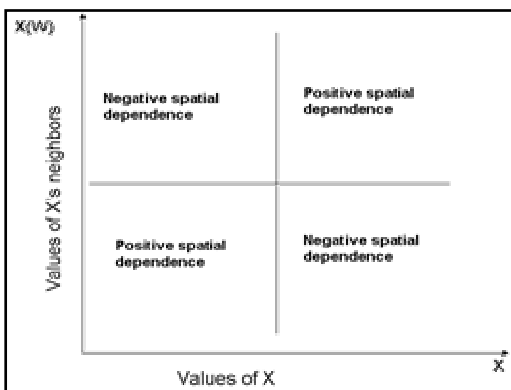 X(W)
Values of X's neighbors
Negative spatial
dependence
Positive spatial
dependence
Positive spatial
dependence
Negative spatial
dependence
X
Values of X